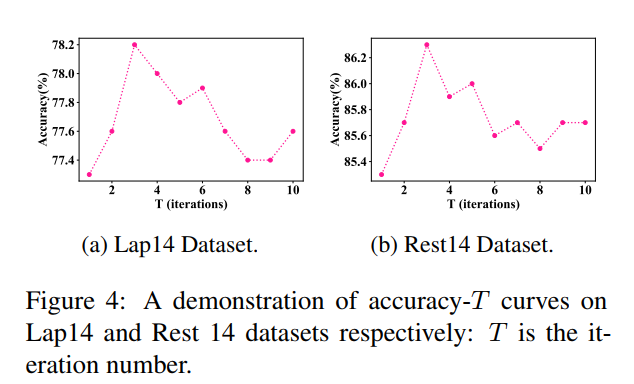 78.2
78.0
77.8
77.6
77.4
Accuracy(%)
2 4 6 8 10
T (iterations)
(a) Lap14 Dataset.
86.2
86.0
85.8
85.6
85.4
Accuracy(%)
2 4 6 8 10
T (iterations)
(b) Rest14 Dataset.
Figure 4: A demonstration of accuracy-T curves on
Lap14 and Rest 14 datasets respectively: T is the it-
eration number.